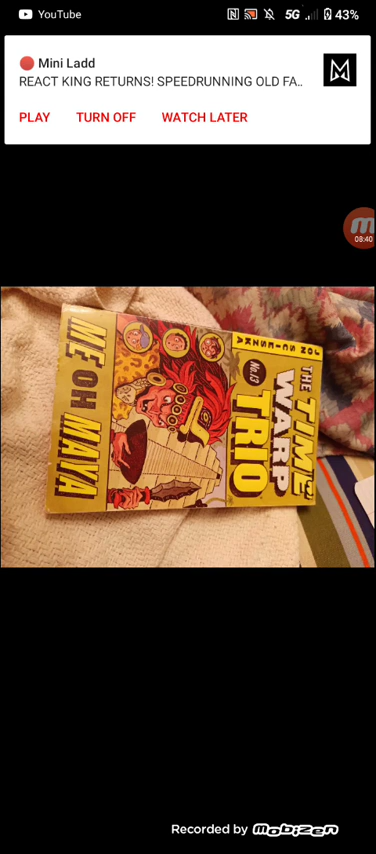 YouTube
5G
43%
Mini Ladd
REACT KING RETURNS! SPEEDRUNNING OLD FA..
PLAY TURN OFF WATCH LATER
08:40
JON SCIESZKA
THE TIME
WARP
TRIO
No.13
ME OH MAYA
Recorded by Mobizen